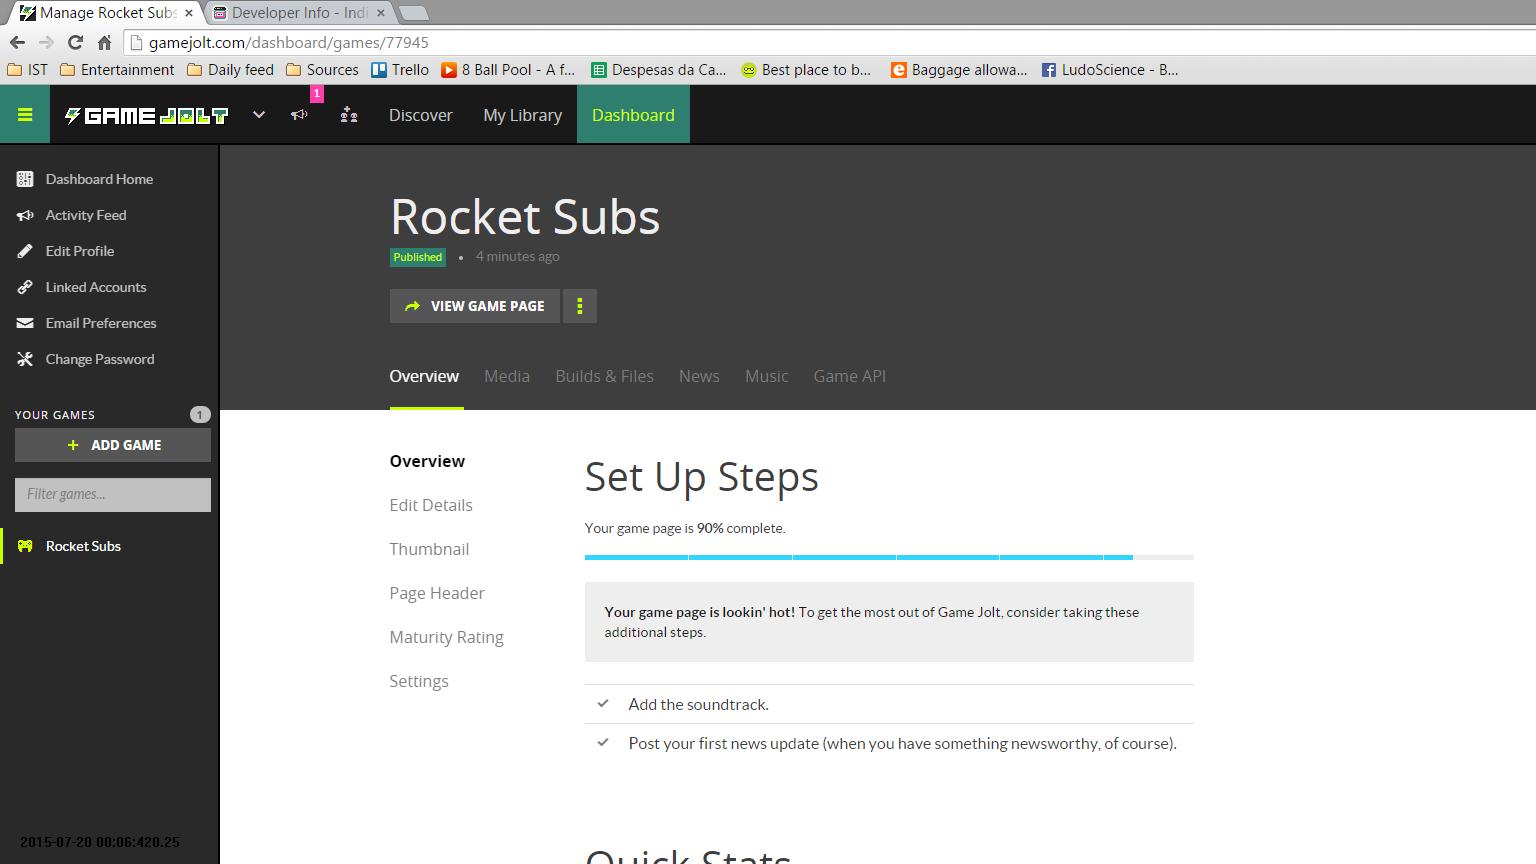 Manage Rocket Subs
Developer Info - Indi
gamejolt.com/dashboard/games/77945
IST
Entertainment
Daily feed
Sources
Trello
8 Ball Pool - A f...
Despesas da Ca...
Best place to b...
Baggage allowa...
LudoScience - B...
GAME JOLT
1
Discover
My Library
Dashboard
Dashboard Home
Activity Feed
Edit Profile
Linked Accounts
Email Preferences
Change Password
YOUR GAMES
1
+ ADD GAME
Filter games...
Rocket Subs
Rocket Subs
Published • 4 minutes ago
VIEW GAME PAGE
Overview
Media
Builds & Files
News
Music
Game API
Overview
Edit Details
Thumbnail
Page Header
Maturity Rating
Settings
Set Up Steps
Your game page is 90% complete.
Your game page is lookin' hot! To get the most out of Game Jolt, consider taking these
additional steps.
Add the soundtrack.
Post your first news update (when you have something newsworthy, of course).
Quick Stats
2015-07-20 00:06:420.25